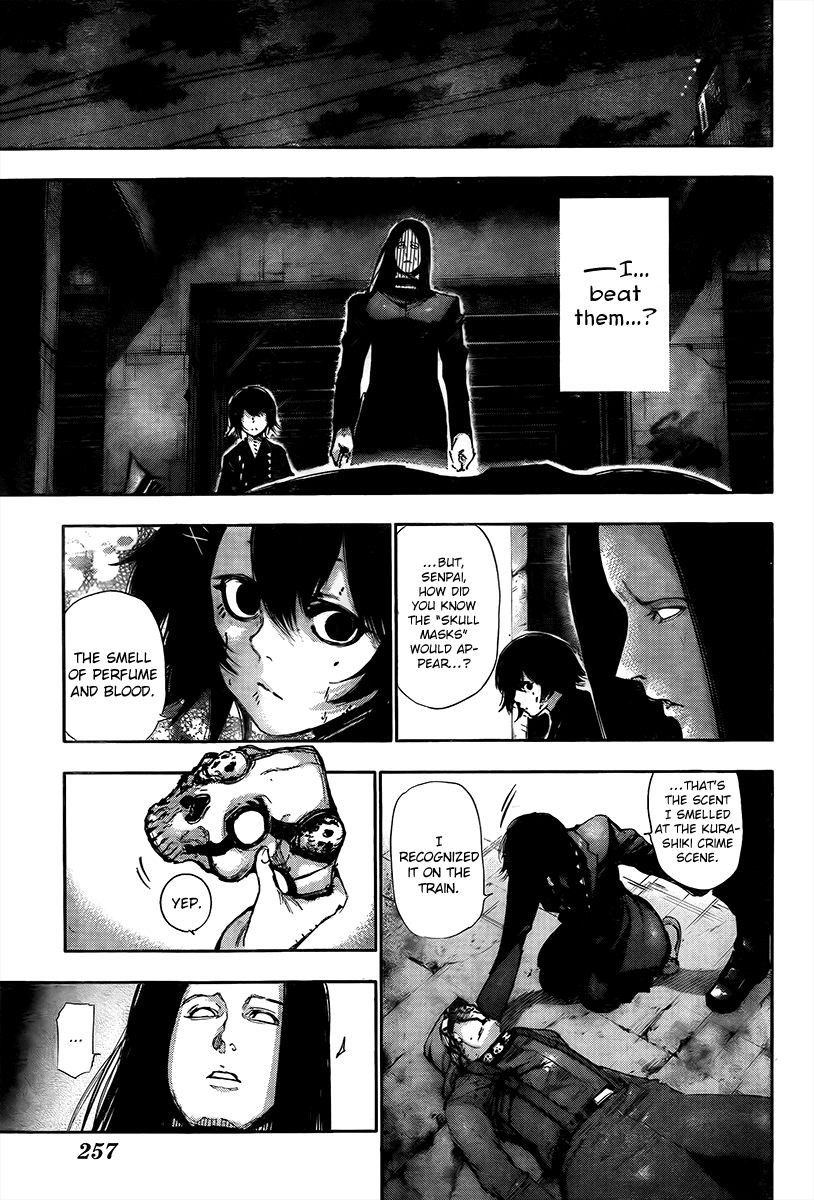 —I...
beat
them...?
...BUT,
SENPAI,
HOW DID
YOU KNOW
THE "SKULL
MASKS"
WOULD AP-
PEAR...?
THE SMELL
OF PERFUME
AND BLOOD.
...THAT'S
THE SCENT
I SMELLED
AT THE KURA-
SHIKI CRIME
SCENE.
I
RECOGNIZED
IT ON THE
TRAIN.
YEP.
...
257